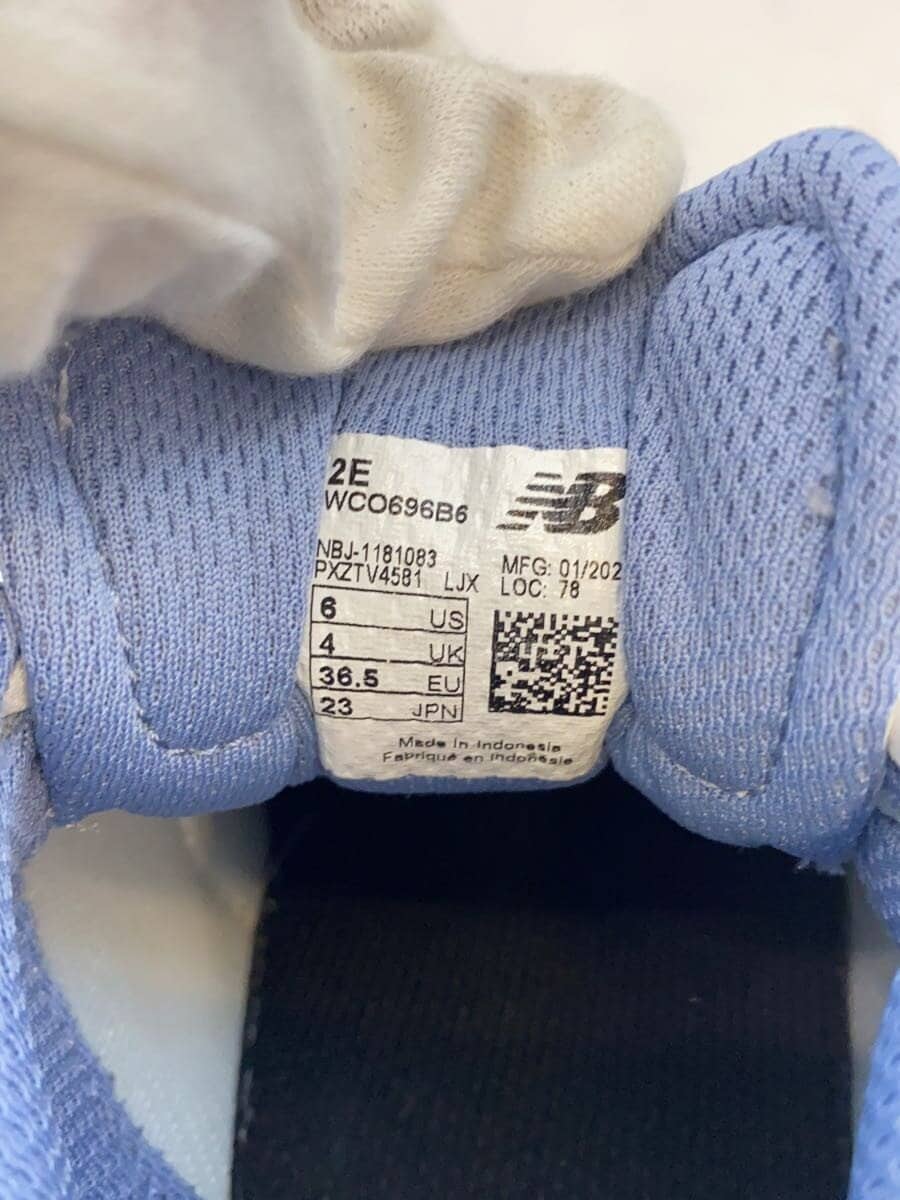 2E
WCO696B6
NB
NBJ-1181083
PXZTV4581 LJX
MFG: 01/202
LOC: 78
6 US
4 UK
36.5 EU
23 JPN
Made in Indonesia
Fabriqué en Indonésie